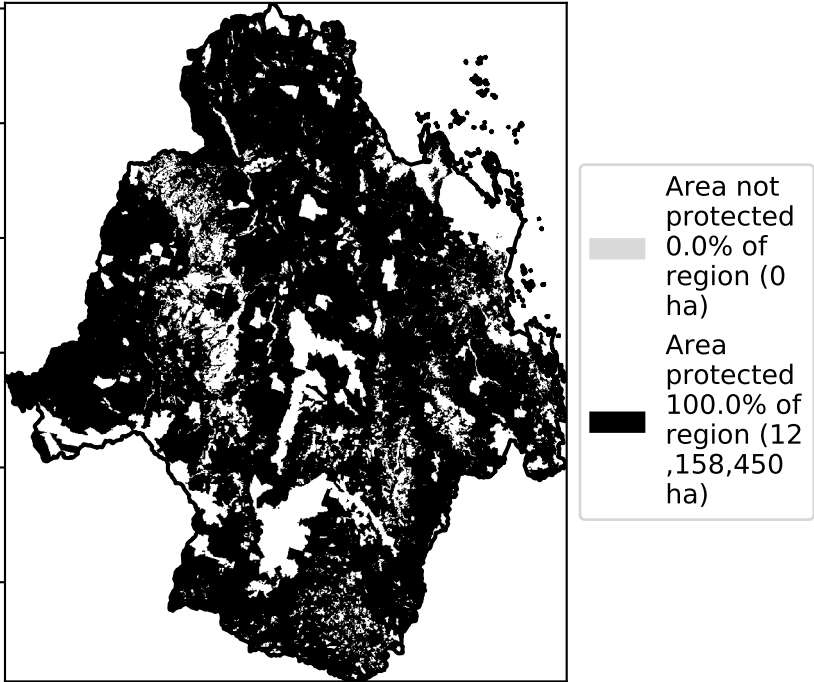 Area not
protected
0.0% of
region (0
ha)
Area
protected
100.0% of
region (12
,158,450
ha)